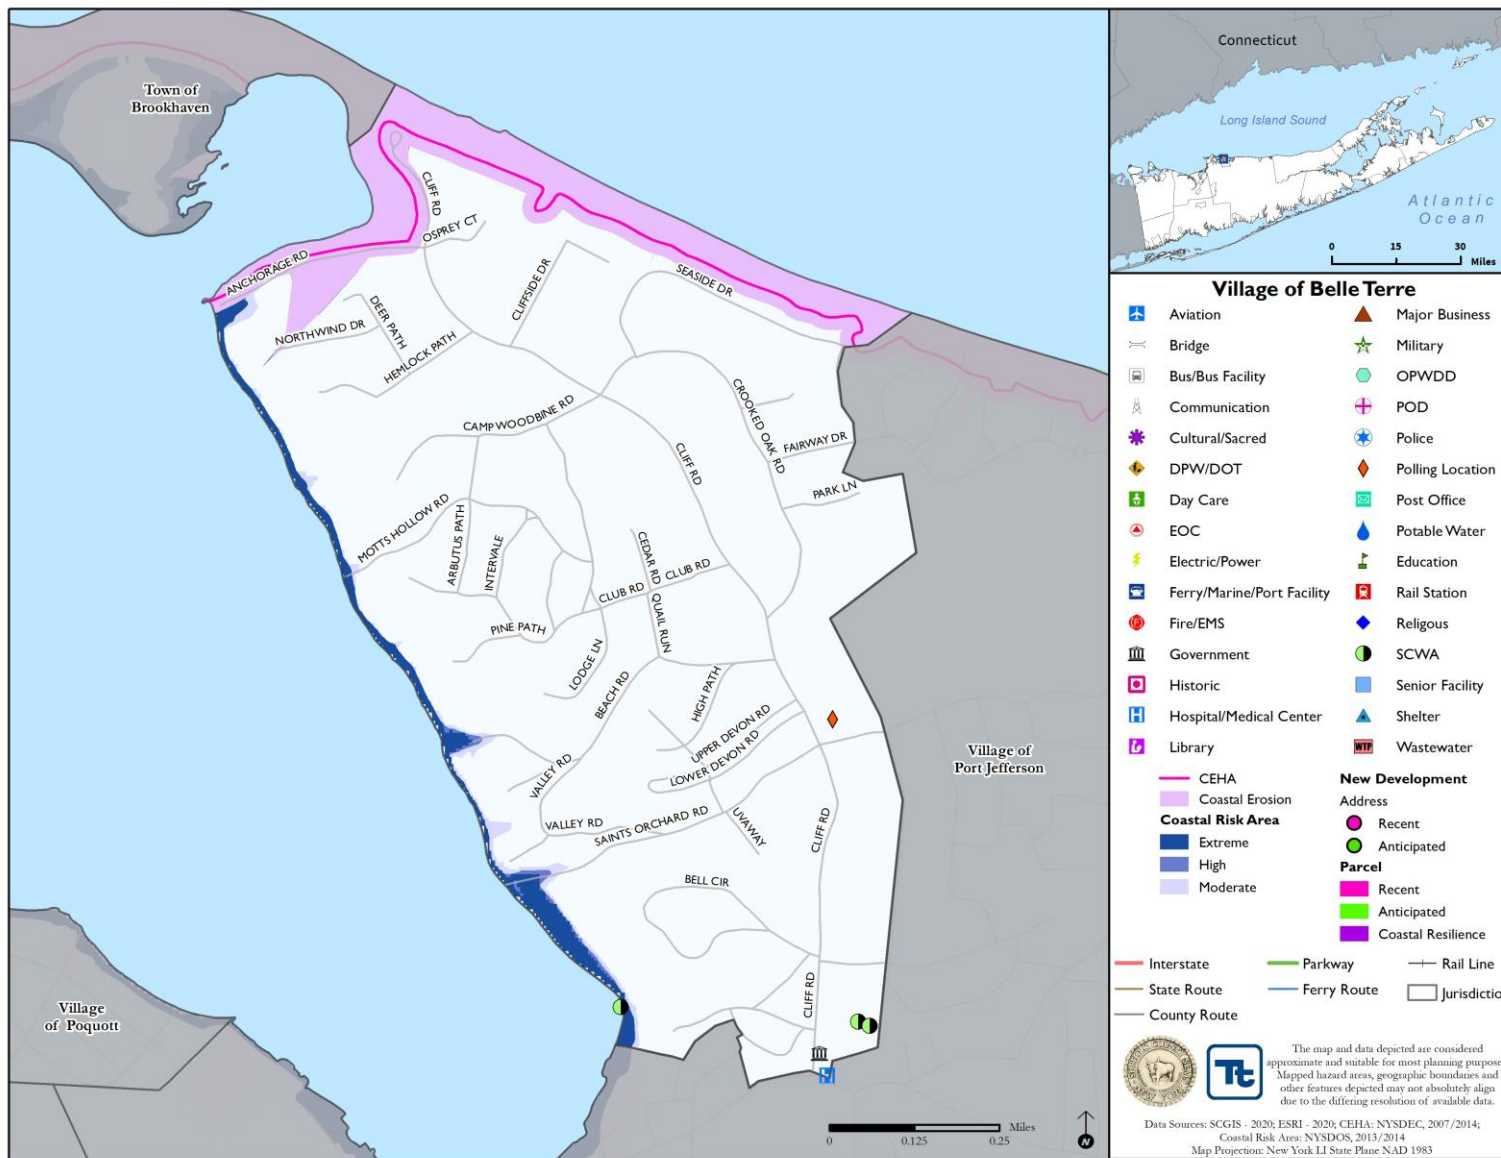 Town of
Brookhaven
CLIFF RD
OSPREY CT
ANCHORAGE RD
CLIFFSIDE DR
SEASIDE DR
DEER PATH
NORTHWIND DR
HEMLOCK PATH
CAMP WOODBINE RD
CROOKED OAK RD
FAIRWAY DR
CLIFF RD
PARK LN
MOTTS HOLLOW RD
ARBUTUS PATH
INTERVALE
CEDAR RD
CLUB RD
CLUB RD
QUAIL RUN
PINE PATH
LODGE LN
BEACH RD
HIGH PATH
UPPER DEVON RD
LOWER DEVON RD
VALLEY RD
VALLEY RD
SAINTS ORCHARD RD
UVAWAY
CLIFF RD
BELL CIR
CLIFF RD
Village of
Port Jefferson
Village
of Poquott
Miles
0 0.125 0.25
N
Connecticut
Long Island Sound
Atlantic
Ocean
0 15 30
Miles
Village of Belle Terre
Aviation
Bridge
Bus/Bus Facility
Communication
Cultural/Sacred
DPW/DOT
Day Care
EOC
Electric/Power
Ferry/Marine/Port Facility
Fire/EMS
Government
Historic
Hospital/Medical Center
Library
Major Business
Military
OPWDD
POD
Police
Polling Location
Post Office
Potable Water
Education
Rail Station
Religous
SCWA
Senior Facility
Shelter
WTP Wastewater
CEHA
Coastal Erosion
Coastal Risk Area
Extreme
High
Moderate
New Development
Address
Recent
Anticipated
Parcel
Recent
Anticipated
Coastal Resilience
Interstate
State Route
County Route
Parkway
Ferry Route
Rail Line
Jurisdictio
Tt
The map and data depicted are considered
approximate and suitable for most planning purpose
Mapped hazard areas, geographic boundaries and
other features depicted may not absolutely align
due to the differing resolution of available data.
Data Sources: SCGIS - 2020; ESRI - 2020; CEHA: NYSDEC, 2007/2014;
Coastal Risk Area: NYSDOS, 2013/2014
Map Projection: New York LI State Plane NAD 1983